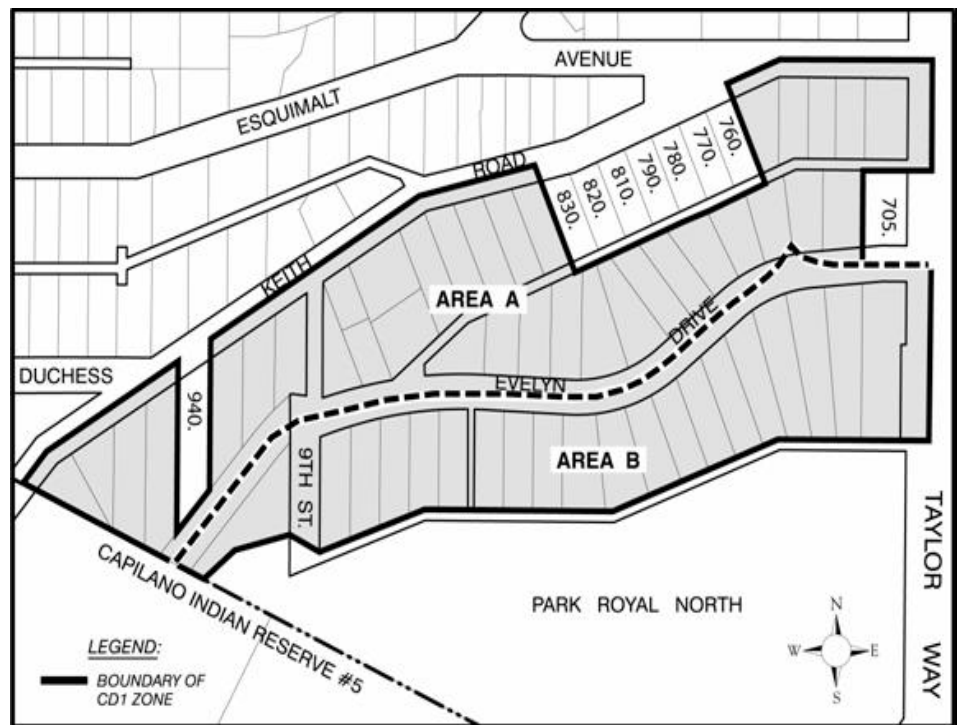 AVENUE
ESQUIMALT
ROAD
760.
770.
780.
790.
810.
820.
830.
705.
KEITH
AREA A
DRIVE
DUCHESS
940.
EVELYN
9TH ST.
AREA B
TAYLOR WAY
CAPILANO INDIAN RESERVE #5
PARK ROYAL NORTH
N
W
E
S
LEGEND:
BOUNDARY OF
CD1 ZONE